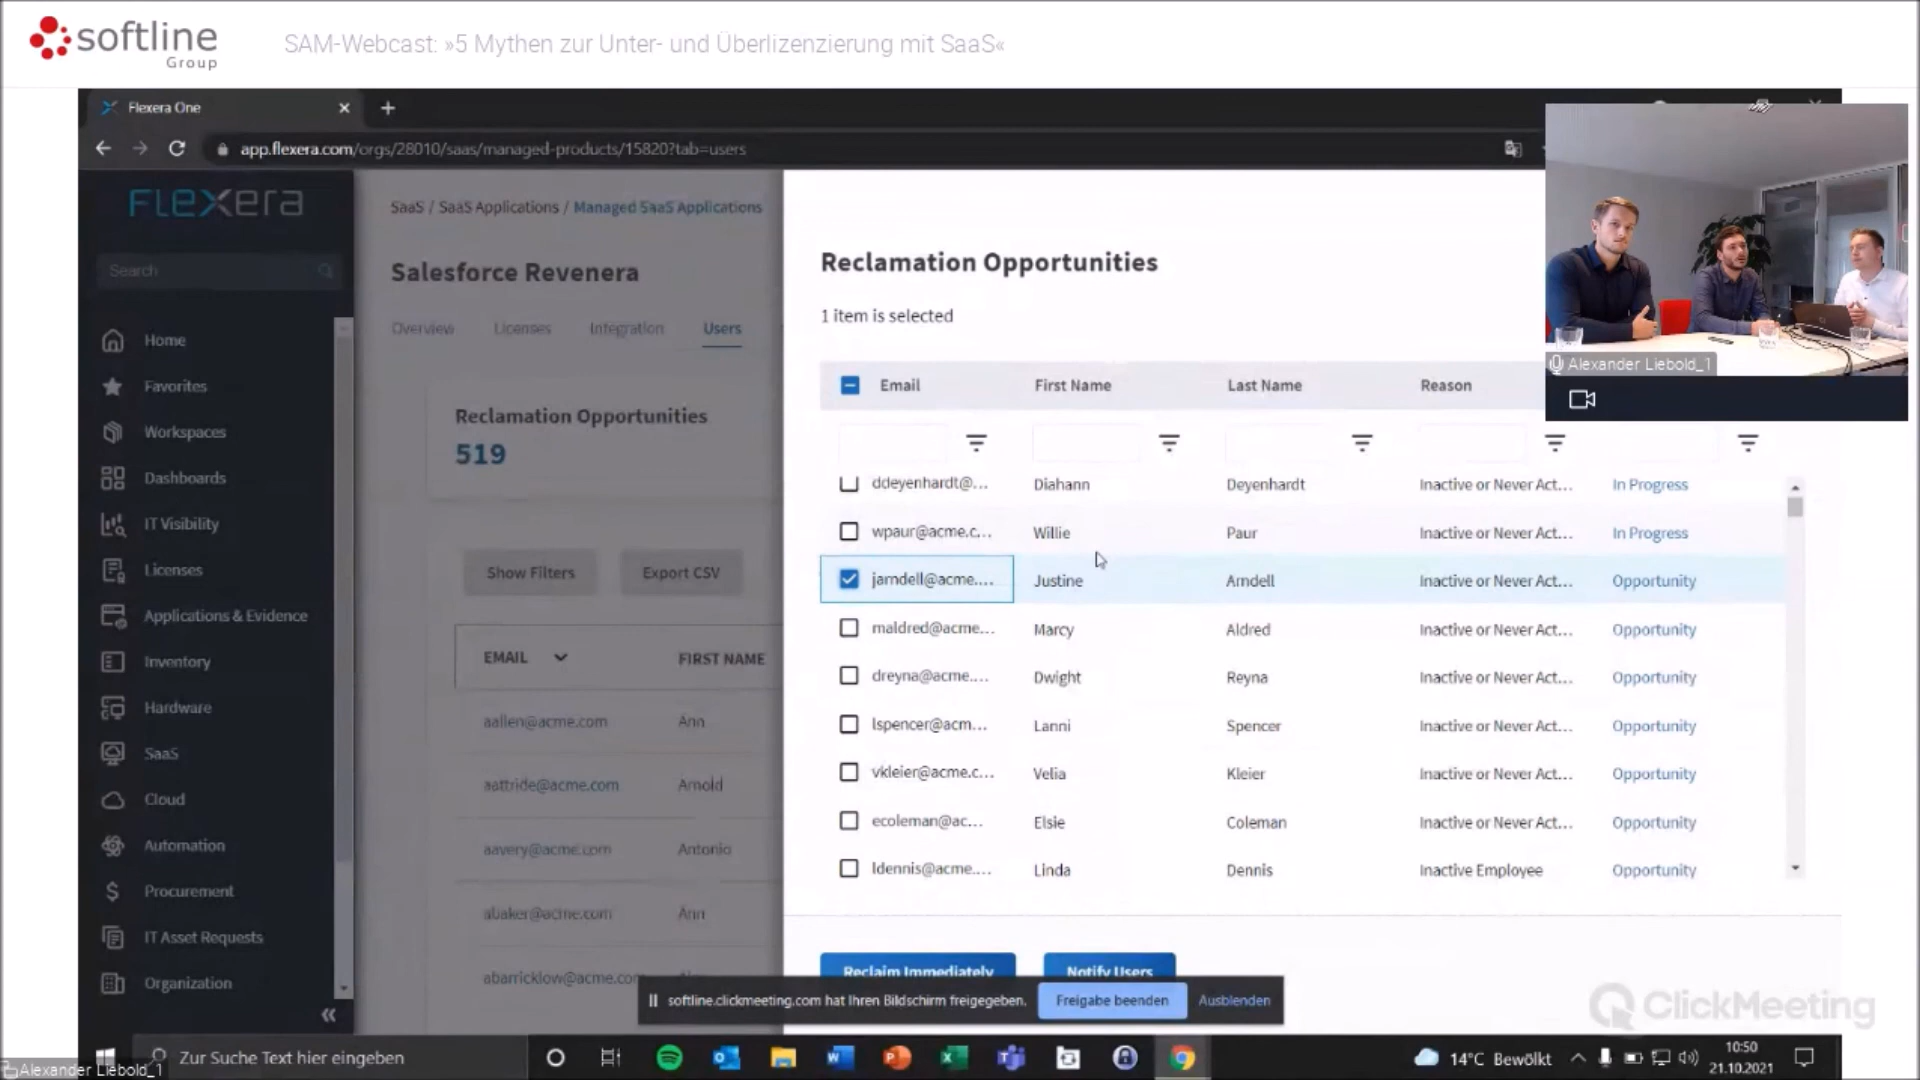 softline
Group
SAM-Webcast: »5 Mythen zur Unter- und Überlizenzierung mit SaaS«
Flexera One
app.flexera.com/orgs/28010/saas/managed-products/15820?tab=users
FLEXera
Search
Home
Favorites
Workspaces
Dashboards
IT Visibility
Licenses
Applications & Evidence
Inventory
Hardware
SaaS
Cloud
Automation
Procurement
IT Asset Requests
Organization
SaaS / SaaS Applications / Managed SaaS Applications
Salesforce Revenera
Overview Licenses Integration Users
Reclamation Opportunities
519
Show Filters Export CSV
EMAIL FIRST NAME
aallen@acme.com Ann
aattride@acme.com Arnold
aavery@acme.com Antonio
abaker@acme.com Ann
abarricklow@acme.com
Reclamation Opportunities
1 item is selected
Email First Name Last Name Reason
ddeyenhardt@... Diahann Deyenhardt Inactive or Never Act... In Progress
wpaur@acme.c... Willie Paur Inactive or Never Act... In Progress
jarndell@acme.... Justine Arndell Inactive or Never Act... Opportunity
maldred@acme... Marcy Aldred Inactive or Never Act... Opportunity
dreyna@acme.... Dwight Reyna Inactive or Never Act... Opportunity
lspencer@acm... Lanni Spencer Inactive or Never Act... Opportunity
vkleier@acme.c... Velia Kleier Inactive or Never Act... Opportunity
ecoleman@ac... Elsie Coleman Inactive or Never Act... Opportunity
ldennis@acme.... Linda Dennis Inactive Employee Opportunity
Reclaim Immediately Notify Users
softline.clickmeeting.com hat Ihren Bildschirm freigegeben. Freigabe beenden Ausblenden
Alexander Liebold_1
ClickMeeting
Zur Suche Text hier eingeben
14°C Bewölkt
10:50
21.10.2021
Alexander Liebold_1